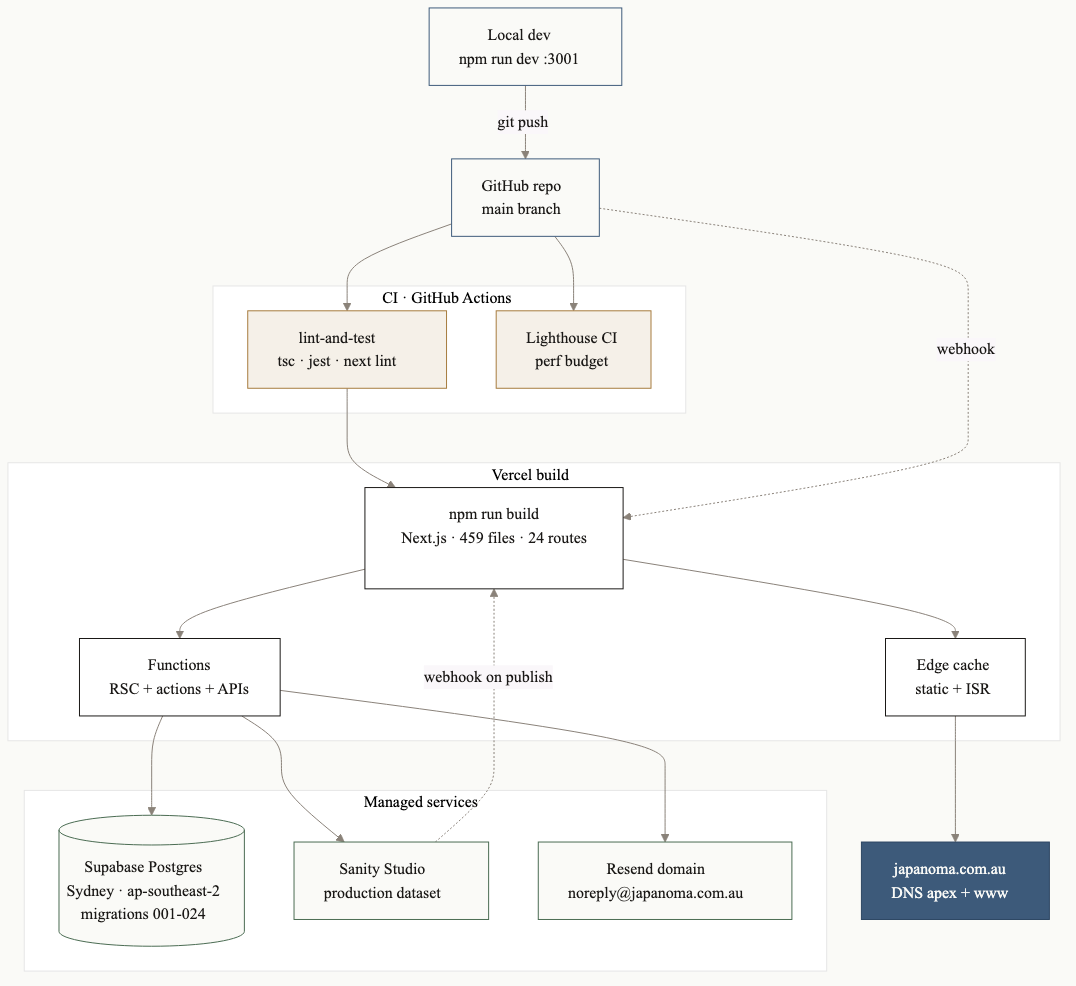 Local dev
npm run dev :3001
git push
GitHub repo
main branch
CI · GitHub Actions
lint-and-test
tsc · jest · next lint
Lighthouse CI
perf budget
webhook
Vercel build
npm run build
Next.js · 459 files · 24 routes
Functions
RSC + actions + APIs
webhook on publish
Edge cache
static + ISR
Managed services
Supabase Postgres
Sydney · ap-southeast-2
migrations 001-024
Sanity Studio
production dataset
Resend domain
noreply@japanoma.com.au
japanoma.com.au
DNS apex + www